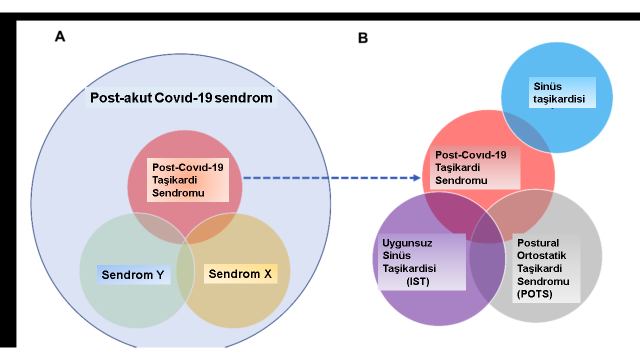 A
Post-akut Covıd-19 sendrom
Post-Covıd-19
Taşikardi
Sendromu
Sendrom Y
Sendrom X
B
Sinüs
taşikardisi
Post-Covıd-19
Taşikardi
Sendromu
Uygunsuz
Sinüs
Taşikardisi
(IST)
Postural
Ortostatik
Taşikardi
Sendromu
(POTS)